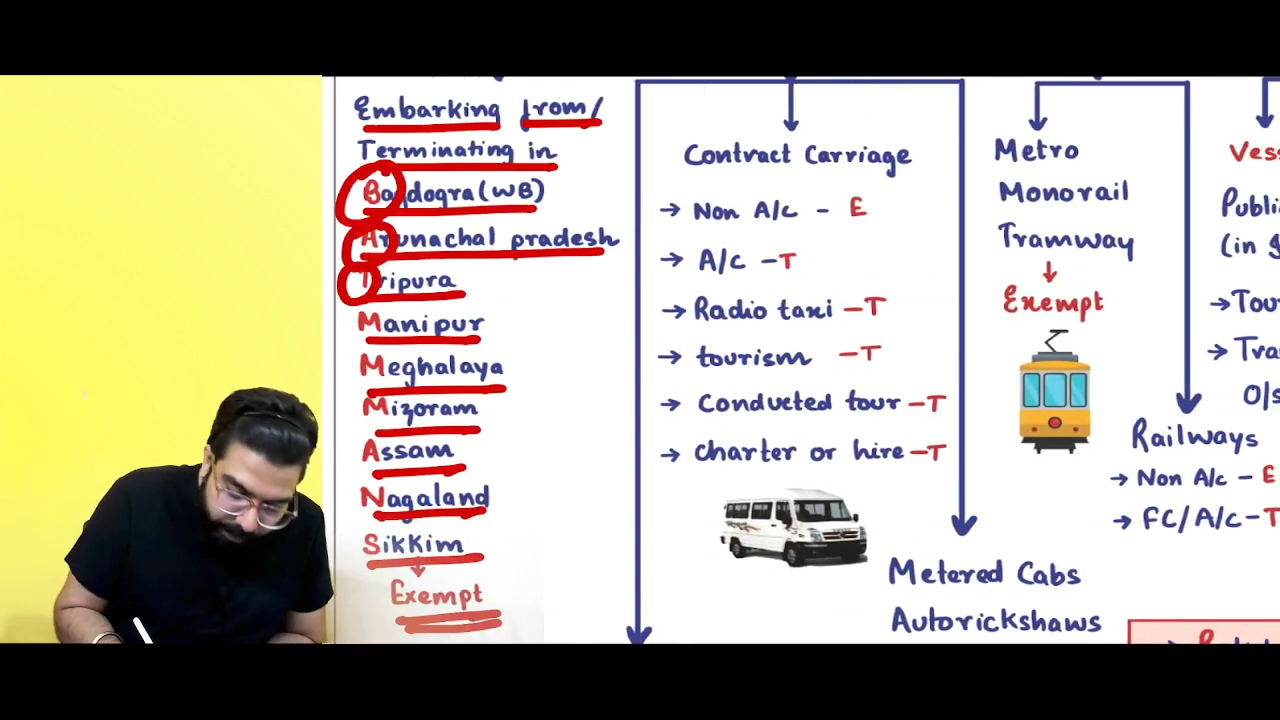 Embarking from/
Terminating in
Bagdogra (WB)
Arunachal pradesh
Tripura
Manipur
Meghalaya
Mizoram
Assam
Nagaland
Sikkim
Exempt
Contract Carriage
→ Non A/c - E
→ A/c - T
→ Radio taxi - T
→ tourism - T
→ Conducted tour - T
→ charter or hire - T
Metered Cabs
Autorickshaws
Metro
Monorail
Tramway
Exempt
Railways
→ Non A/c - E
→ FC/A/c - T
(in
O/s